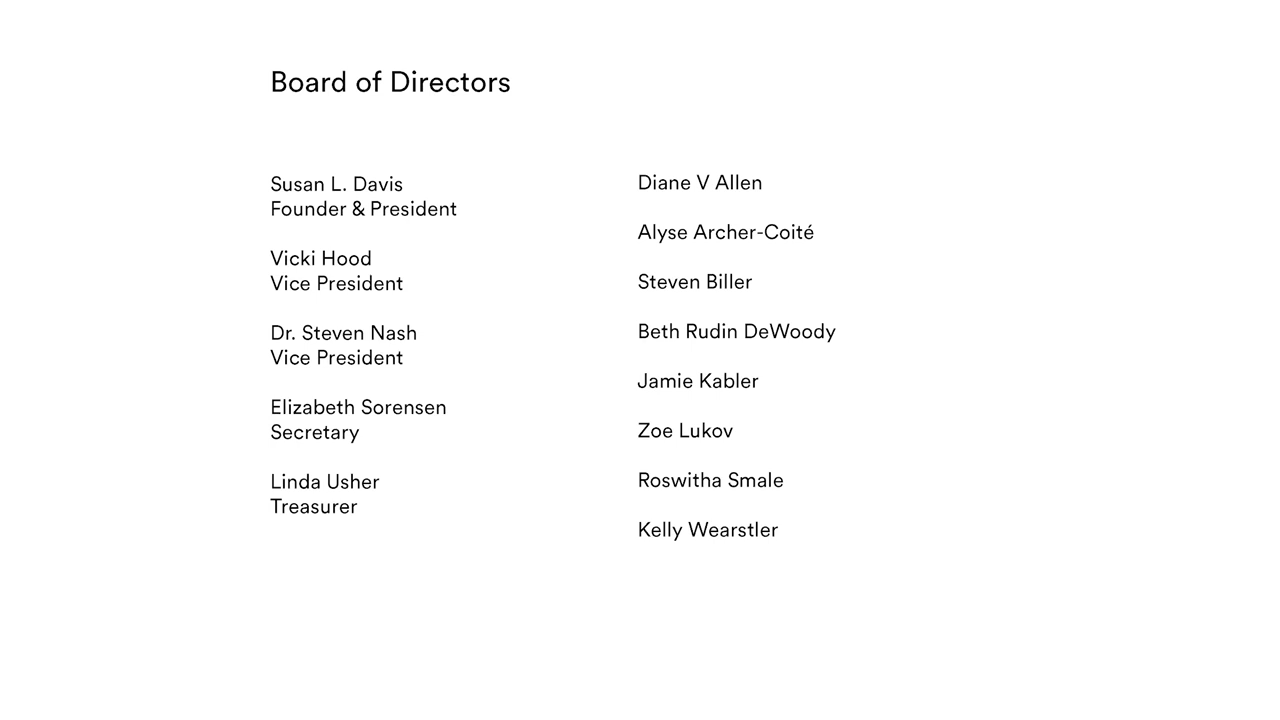 Board of Directors
Susan L. Davis
Founder & President
Vicki Hood
Vice President
Dr. Steven Nash
Vice President
Elizabeth Sorensen
Secretary
Linda Usher
Treasurer
Diane V Allen
Alyse Archer-Coité
Steven Biller
Beth Rudin DeWoody
Jamie Kabler
Zoe Lukov
Roswitha Smale
Kelly Wearstler